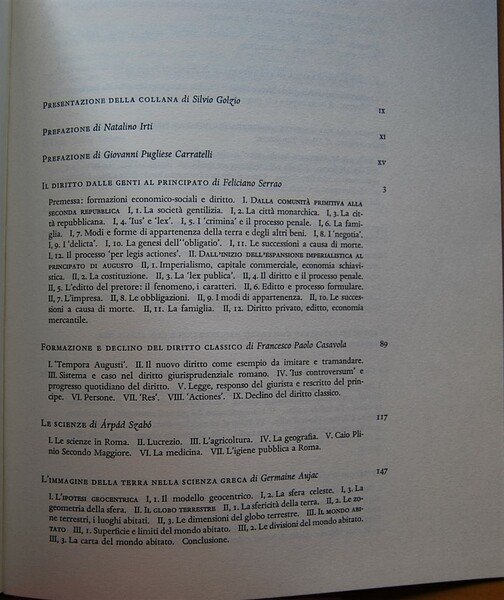 PRESENTAZIONE DELLA COLLANA di Silvio Golzio IX
PREFAZIONE di Natalino Irti XI
PREFAZIONE di Giovanni Pugliese Carratelli XV
IL DIRITTO DALLE GENTI AL PRINCIPATO di Feliciano Serrao 3
Premessa: formazioni economico-sociali e diritto. I. DALLA COMUNITÀ PRIMITIVA ALLA
SECONDA REPUBBLICA I, 1. La società gentilizia. I, 2. La città monarchica. I, 3. La cit-
tà repubblicana. I, 4. 'Ius' e 'lex'. I, 5. I 'crimina' e il processo penale. I, 6. La fami-
glia. I, 7. Modi e forme di appartenenza della terra e degli altri beni. I, 8. I 'negotia'.
I, 9. I 'delicta'. I, 10. La genesi dell''obligatio'. I, 11. Le successioni a causa di morte.
I, 12. Il processo 'per legis actiones'. II. DALL'INIZIO DELL'ESPANSIONE IMPERIALISTICA AL
PRINCIPATO DI AUGUSTO II, 1. Imperialismo, capitale commerciale, economia schiavi-
stica. II, 2. La costituzione. II, 3. La 'lex publica'. II, 4. Il diritto e il processo penale.
II, 5. L'editto del pretore: il fenomeno, i caratteri. II, 6. Editto e processo formulare.
II, 7. L'impresa. II, 8. Le obbligazioni. II, 9. I modi di appartenenza. II, 10. Le succes-
sioni a causa di morte. II, 11. La famiglia. II, 12. Diritto privato, editto, economia
mercantile.
FORMAZIONE E DECLINO DEL DIRITTO CLASSICO di Francesco Paolo Casavola 89
I. 'Tempora Augusti'. II. Il nuovo diritto come esempio da imitare e tramandare.
III. Sistema e caso nel diritto giurisprudenziale romano. IV. 'Ius controversum' e
progresso quotidiano del diritto. V. Legge, responso del giurista e rescritto del prin-
cipe. VI. Persone. VII. 'Res'. VIII. 'Actiones'. IX. Declino del diritto classico.
LE SCIENZE di Árpád Szabó 117
I. Le scienze in Roma. II. Lucrezio. III. L'agricoltura. IV. La geografia. V. Caio Pli-
nio Secondo Maggiore. VI. La medicina. VII. L'igiene pubblica a Roma.
L'IMMAGINE DELLA TERRA NELLA SCIENZA GRECA di Germaine Aujac 147
I. L'IPOTESI GEOCENTRICA I, 1. Il modello geocentrico. I, 2. La sfera celeste. I, 3. La
geometria della sfera. II. IL GLOBO TERRESTRE II, 1. La sfericità della terra. II, 2. Le zo-
ne terrestri, i luoghi abitati. II, 3. Le dimensioni del globo terrestre. III. IL MONDO ABI-
TATO III, 1. Superficie e limiti del mondo abitato. III, 2. Le divisioni del mondo abitato.
III, 3. La carta del mondo abitato. Conclusione.